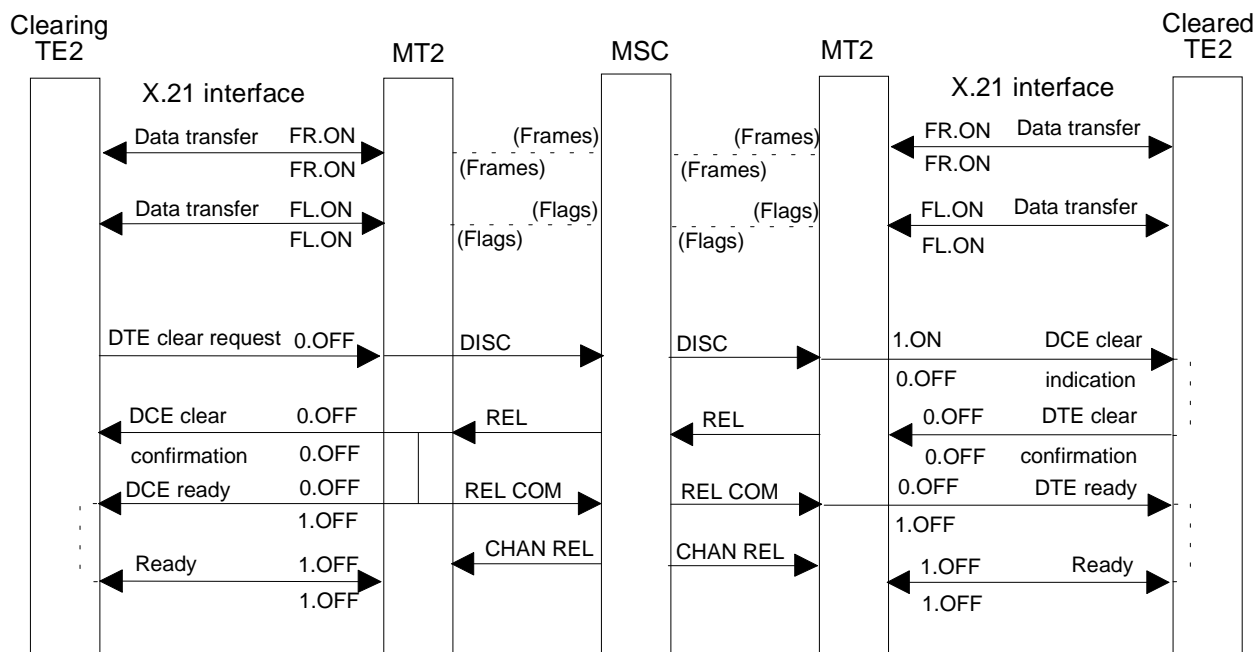 Clearing
TE2
MT2
MSC
MT2
Cleared
TE2
X.21 interface
X.21 interface
Data transfer FR.ON (Frames) (Frames) FR.ON Data transfer
FR.ON (Frames) (Frames) FR.ON
Data transfer FL.ON (Flags) (Flags) FL.ON Data transfer
FL.ON (Flags) (Flags) FL.ON
DTE clear request 0.OFF DISC DISC 1.ON DCE clear
0.OFF indication
DCE clear 0.OFF REL REL 0.OFF DTE clear
confirmation 0.OFF 0.OFF confirmation
DCE ready 0.OFF REL COM REL COM 0.OFF DTE ready
1.OFF 1.OFF
Ready 1.OFF CHAN REL CHAN REL 1.OFF Ready
1.OFF 1.OFF